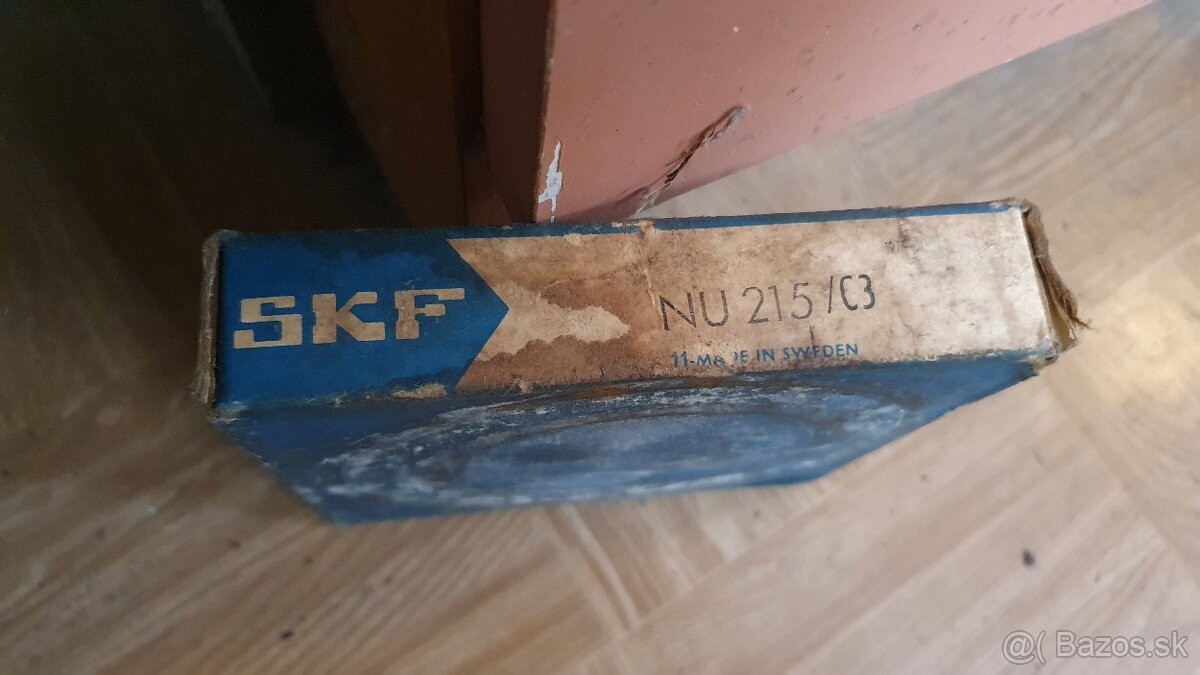 SKF
NU 215/C3
11-MADE IN SWEDEN
@( Bazos.sk